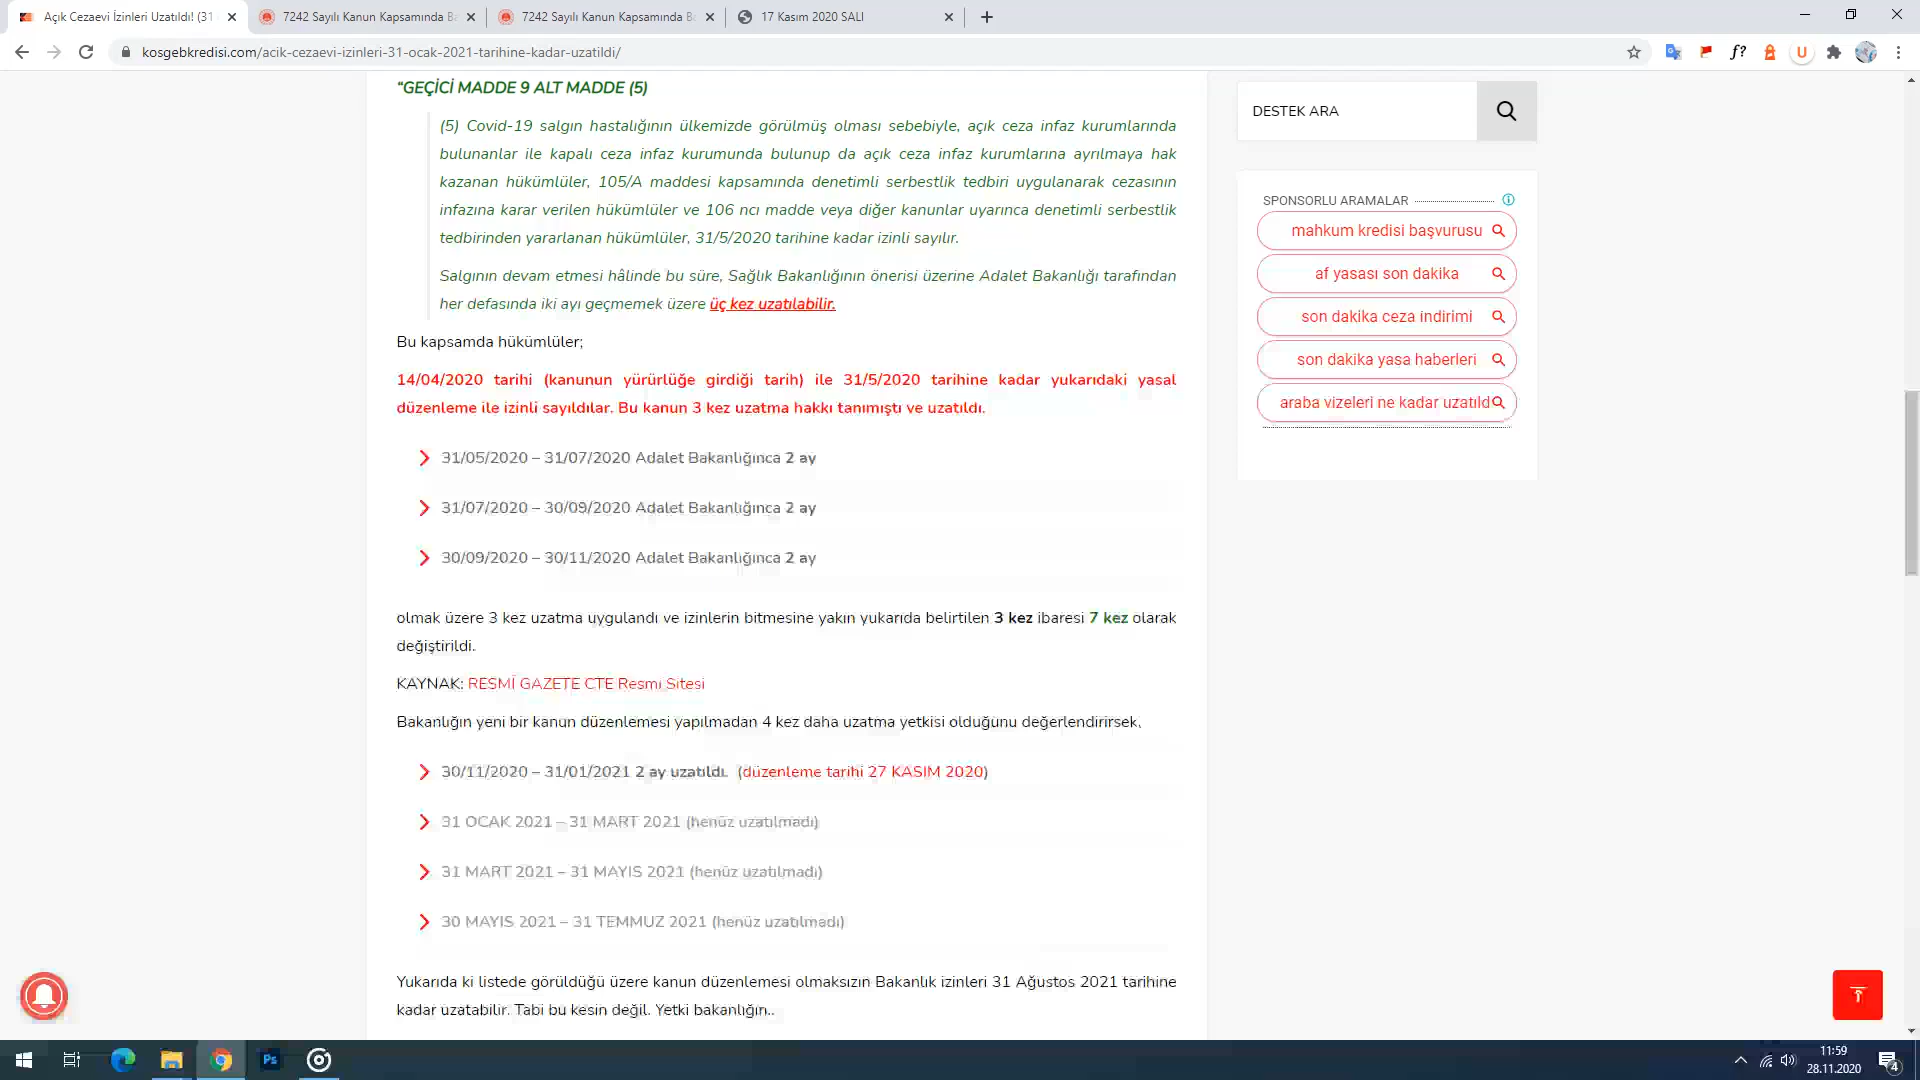 Açık Cezaevi İzinleri Uzatıldı! (31
7242 Sayılı Kanun Kapsamında Ba
7242 Sayılı Kanun Kapsamında Ba
17 Kasım 2020 SALI
kosgebkredisi.com/acik-cezaevi-izinleri-31-ocak-2021-tarihine-kadar-uzatildi/
f?
U
“GEÇİCİ MADDE 9 ALT MADDE (5)
(5) Covid-19 salgın hastalığının ülkemizde görülmüş olması sebebiyle, açık ceza infaz kurumlarında
bulunanlar ile kapalı ceza infaz kurumunda bulunup da açık ceza infaz kurumlarına ayrılmaya hak
kazanan hükümlüler, 105/A maddesi kapsamında denetimli serbestlik tedbiri uygulanarak cezasının
infazına karar verilen hükümlüler ve 106 ncı madde veya diğer kanunlar uyarınca denetimli serbestlik
tedbirinden yararlanan hükümlüler, 31/5/2020 tarihine kadar izinli sayılır.
Salgının devam etmesi hâlinde bu süre, Sağlık Bakanlığının önerisi üzerine Adalet Bakanlığı tarafından
her defasında iki ayı geçmemek üzere üç kez uzatılabilir.
Bu kapsamda hükümlüler;
14/04/2020 tarihi (kanunun yürürlüğe girdiği tarih) ile 31/5/2020 tarihine kadar yukarıdaki yasal
düzenleme ile izinli sayıldılar. Bu kanun 3 kez uzatma hakkı tanımıştı ve uzatıldı.
31/05/2020 – 31/07/2020 Adalet Bakanlığınca 2 ay
31/07/2020 – 30/09/2020 Adalet Bakanlığınca 2 ay
30/09/2020 – 30/11/2020 Adalet Bakanlığınca 2 ay
olmak üzere 3 kez uzatma uygulandı ve izinlerin bitmesine yakın yukarıda belirtilen 3 kez ibaresi 7 kez olarak
değiştirildi.
KAYNAK: RESMİ GAZETE CTE Resmi Sitesi
Bakanlığın yeni bir kanun düzenlemesi yapılmadan 4 kez daha uzatma yetkisi olduğunu değerlendirirsek,
30/11/2020 – 31/01/2021 2 ay uzatıldı. (düzenleme tarihi 27 KASIM 2020)
31 OCAK 2021 – 31 MART 2021 (henüz uzatılmadı)
31 MART 2021 – 31 MAYIS 2021 (henüz uzatılmadı)
30 MAYIS 2021 – 31 TEMMUZ 2021 (henüz uzatılmadı)
Yukarıda ki listede görüldüğü üzere kanun düzenlemesi olmaksızın Bakanlık izinleri 31 Ağustos 2021 tarihine
kadar uzatabilir. Tabi bu kesin değil. Yetki bakanlığın..
DESTEK ARA
SPONSORLU ARAMALAR
mahkum kredisi başvurusu
af yasası son dakika
son dakika ceza indirimi
son dakika yasa haberleri
araba vizeleri ne kadar uzatıld
Ps
11:59
28.11.2020
4